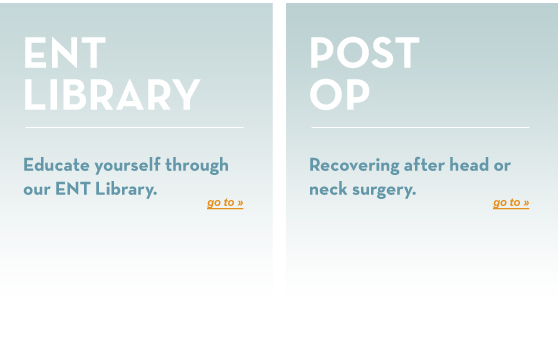 ENT
LIBRARY
Educate yourself through
our ENT Library.
go to »
POST
OP
Recovering after head or
neck surgery.
go to »